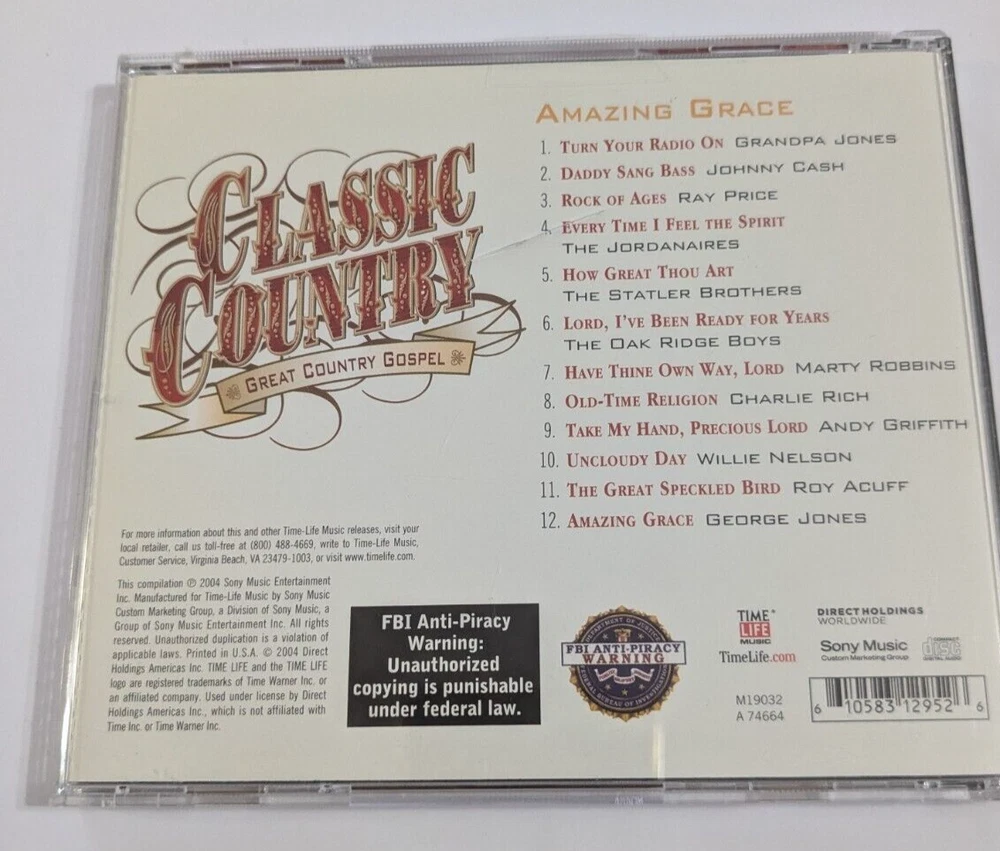 CLASSIC
COUNTRY
GREAT COUNTRY GOSPEL
AMAZING GRACE
1. TURN YOUR RADIO ON GRANDPA JONES
2. DADDY SANG BASS JOHNNY CASH
3. ROCK OF AGES RAY PRICE
4. EVERY TIME I FEEL THE SPIRIT
THE JORDANAIRES
5. HOW GREAT THOU ART
THE STATLER BROTHERS
6. LORD, I'VE BEEN READY FOR YEARS
THE OAK RIDGE BOYS
7. HAVE THINE OWN WAY, LORD MARTY ROBBINS
8. OLD-TIME RELIGION CHARLIE RICH
9. TAKE MY HAND, PRECIOUS LORD ANDY GRIFFITH
10. UNCLOUDY DAY WILLIE NELSON
11. THE GREAT SPECKLED BIRD ROY ACUFF
12. AMAZING GRACE GEORGE JONES
For more information about this and other Time-Life Music releases, visit your
local retailer, call us toll-free at (800) 488-4669, write to Time-Life Music,
Customer Service, Virginia Beach, VA 23479-1003, or visit www.timelife.com.
This compilation ℗ 2004 Sony Music Entertainment
Inc. Manufactured for Time-Life Music by Sony Music
Custom Marketing Group, a Division of Sony Music, a
Group of Sony Music Entertainment Inc. All rights
reserved. Unauthorized duplication is a violation of
applicable laws. Printed in U.S.A. © 2004 Direct
Holdings Americas Inc. TIME LIFE and the TIME LIFE
logo are registered trademarks of Time Warner Inc. or
an affiliated company. Used under license by Direct
Holdings Americas Inc., which is not affiliated with
Time Inc. or Time Warner Inc.
FBI Anti-Piracy
Warning:
Unauthorized
copying is punishable
under federal law.
DEPARTMENT OF JUSTICE
FBI ANTI-PIRACY
WARNING
FEDERAL BUREAU OF INVESTIGATION
TIME
LIFE
MUSIC
TimeLife.com
DIRECT HOLDINGS
WORLDWIDE
Sony Music
Custom Marketing Group
COMPACT
disc
DIGITAL AUDIO
M19032
A 74664
6 10583 12952 6